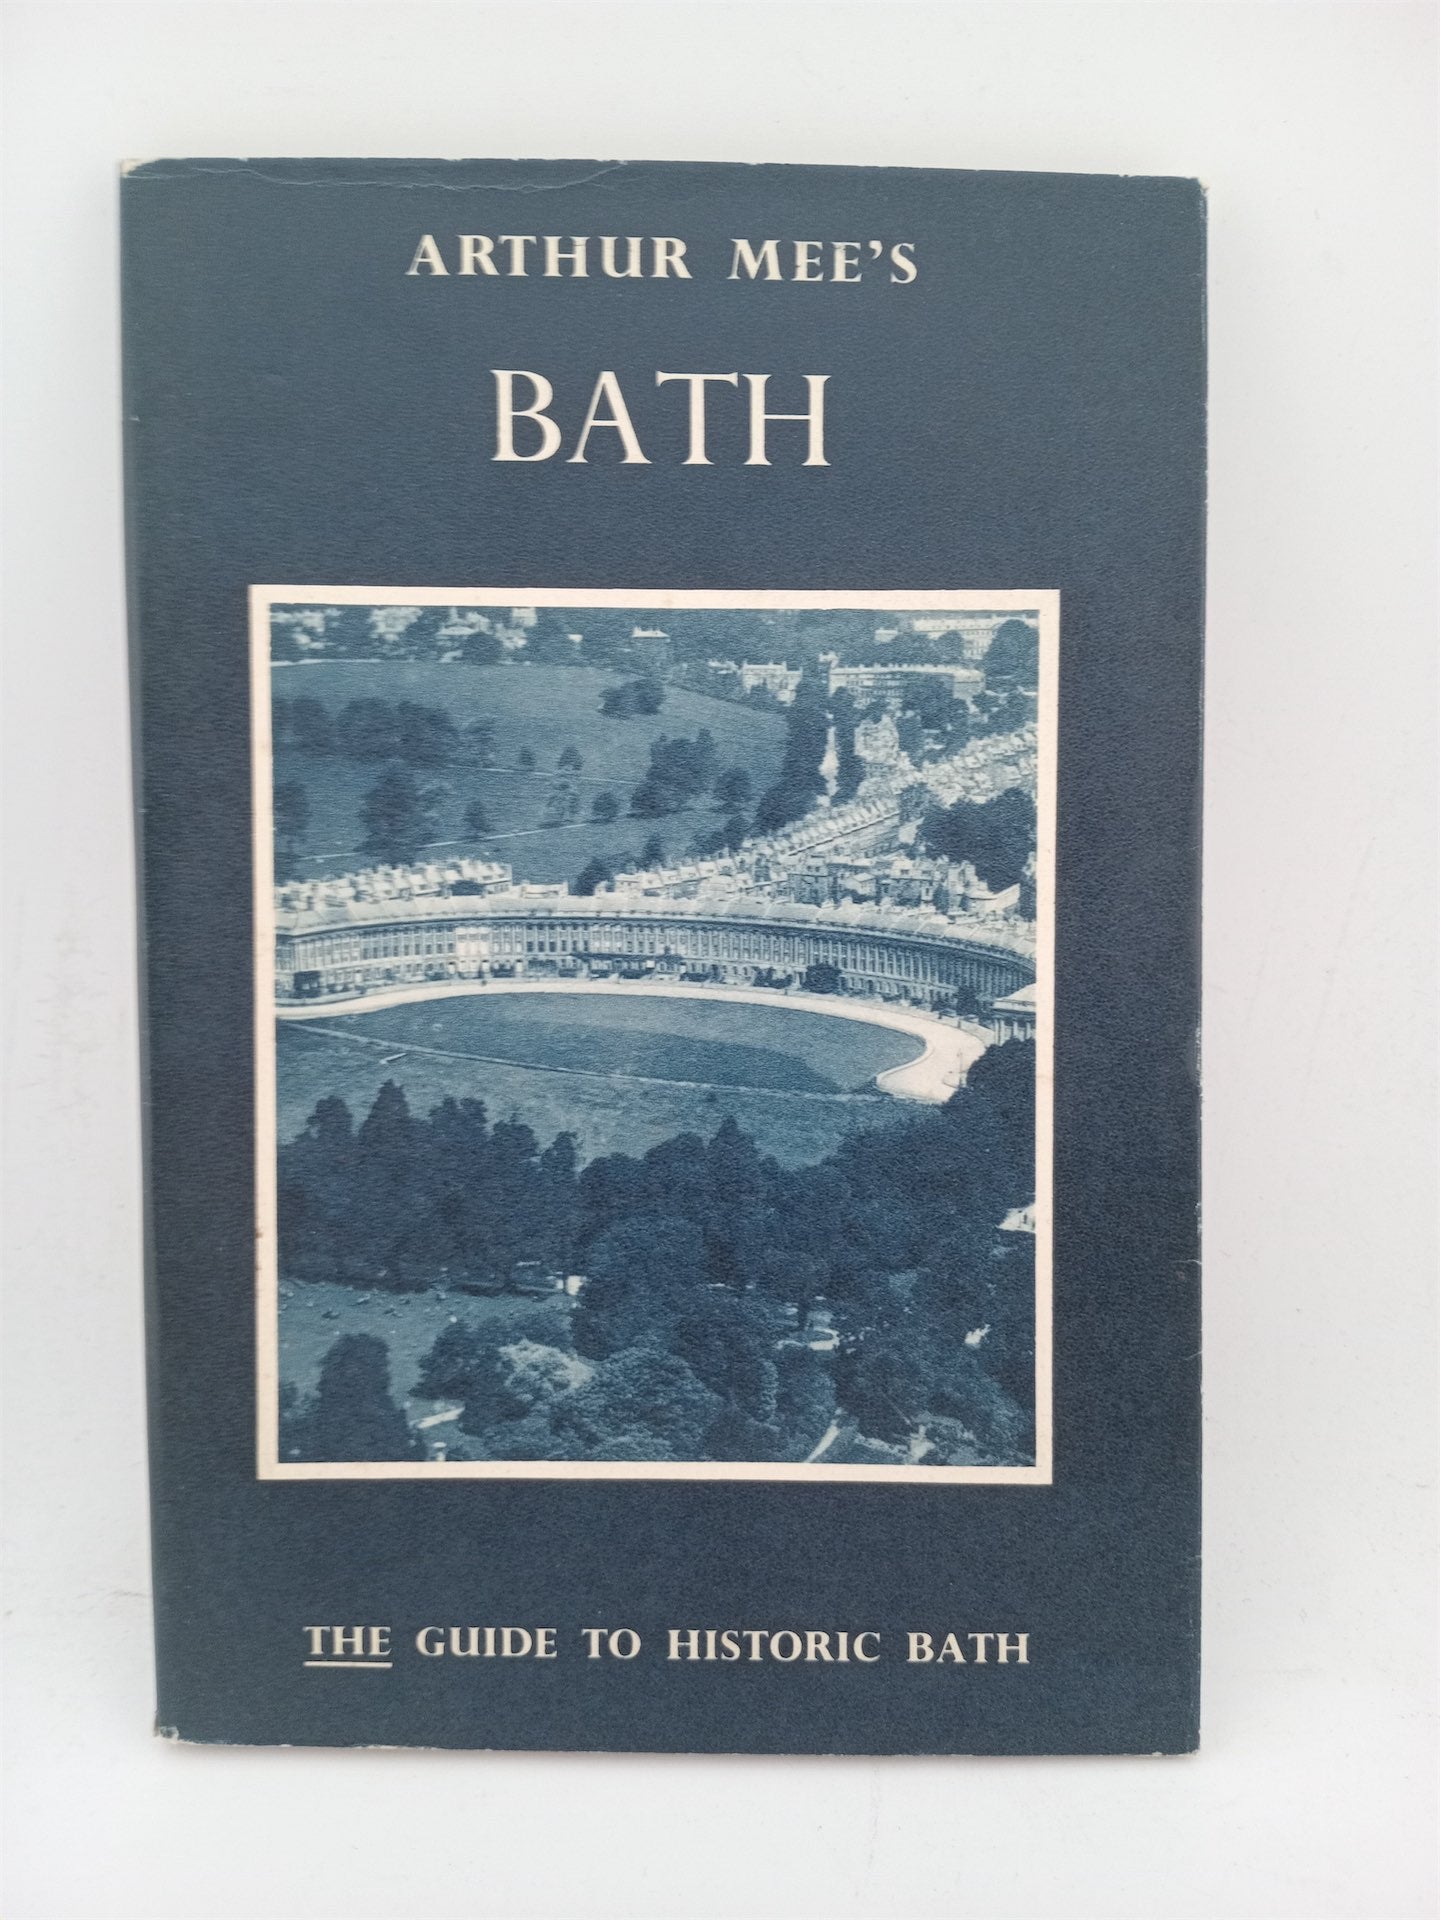 ARTHUR MEE'S
BATH
THE GUIDE TO HISTORIC BATH